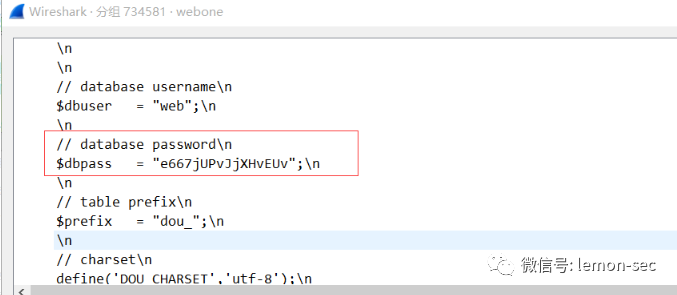 Wireshark · 分组 734581 · webone
\n
\n
// database username\n
$dbuser = "web";\n
\n
// database password\n
$dbpass = "e667jUPvJjXHvEUv";\n
\n
// table prefix\n
$prefix = "dou_";\n
\n
// charset\n
define('DOU_CHARSET','utf-8');\n
微信号: lemon-sec